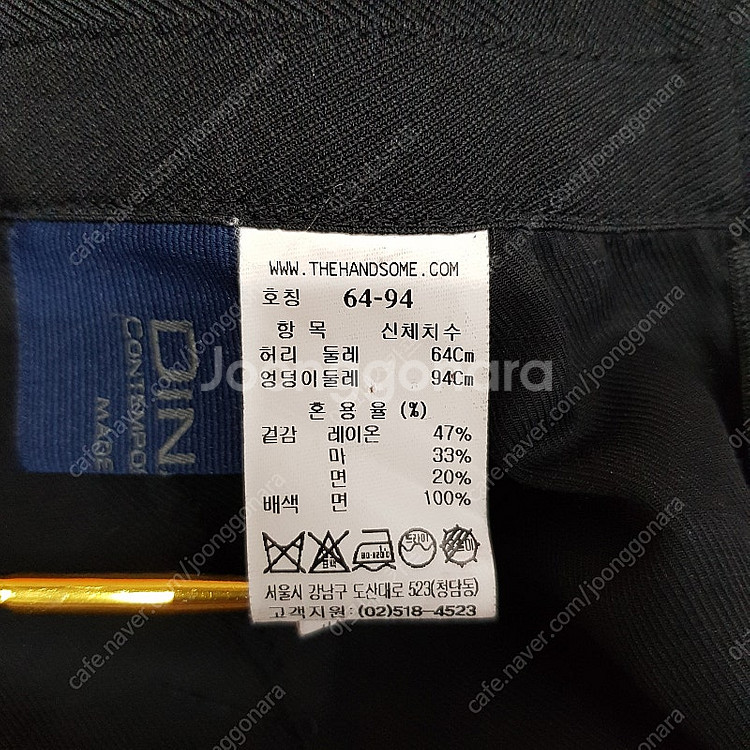 WWW.THEHANDSOME.COM
호칭 64-94
항 목 신체치수
허리 둘레 64Cm
엉덩이둘레 94Cm
혼 용 율 (%)
겉감 레이온 47%
마 33%
면 20%
배색 면 100%
드라이
서울시 강남구 도산대로 523(청담동)
고객지원: (02)518-4523
CONTEMPO
MADE
Joonggonara
cafe.naver.com/joonggonara